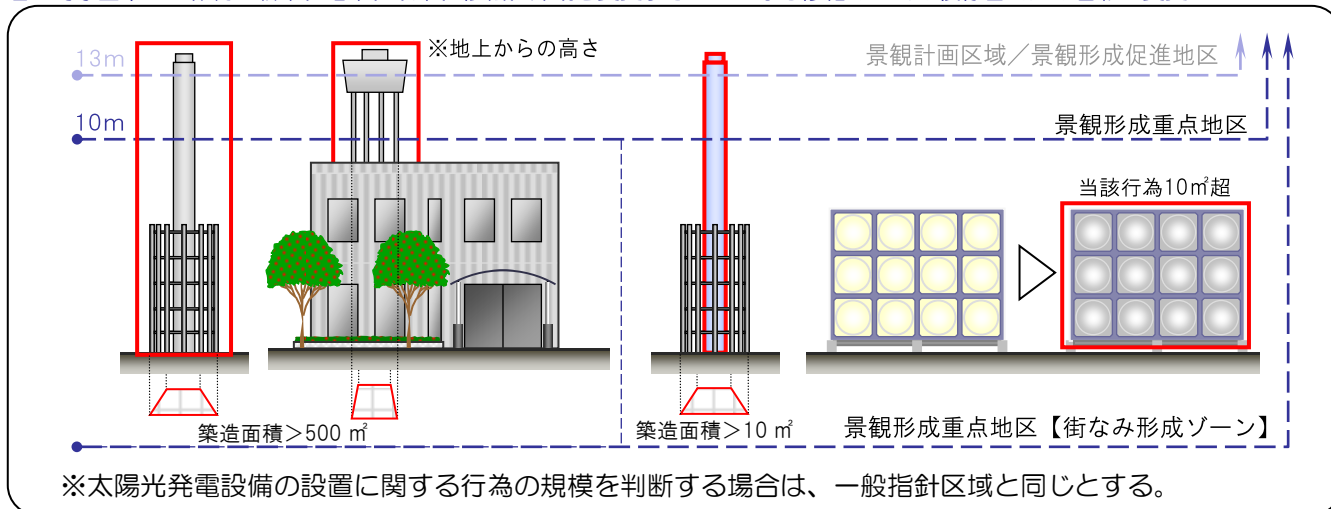 13m
※地上からの高さ
景観計画区域／景観形成促進地区
10m
景観形成重点地区
当該行為10㎡超
築造面積＞500 ㎡
築造面積＞10 ㎡
景観形成重点地区【街なみ形成ゾーン】
※太陽光発電設備の設置に関する行為の規模を判断する場合は、一般指針区域と同じとする。